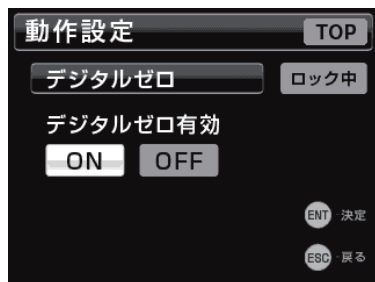 動作設定 TOP
デジタルゼロ ロック中
デジタルゼロ有効
ON OFF
ENT - 決定
ESC - 戻る